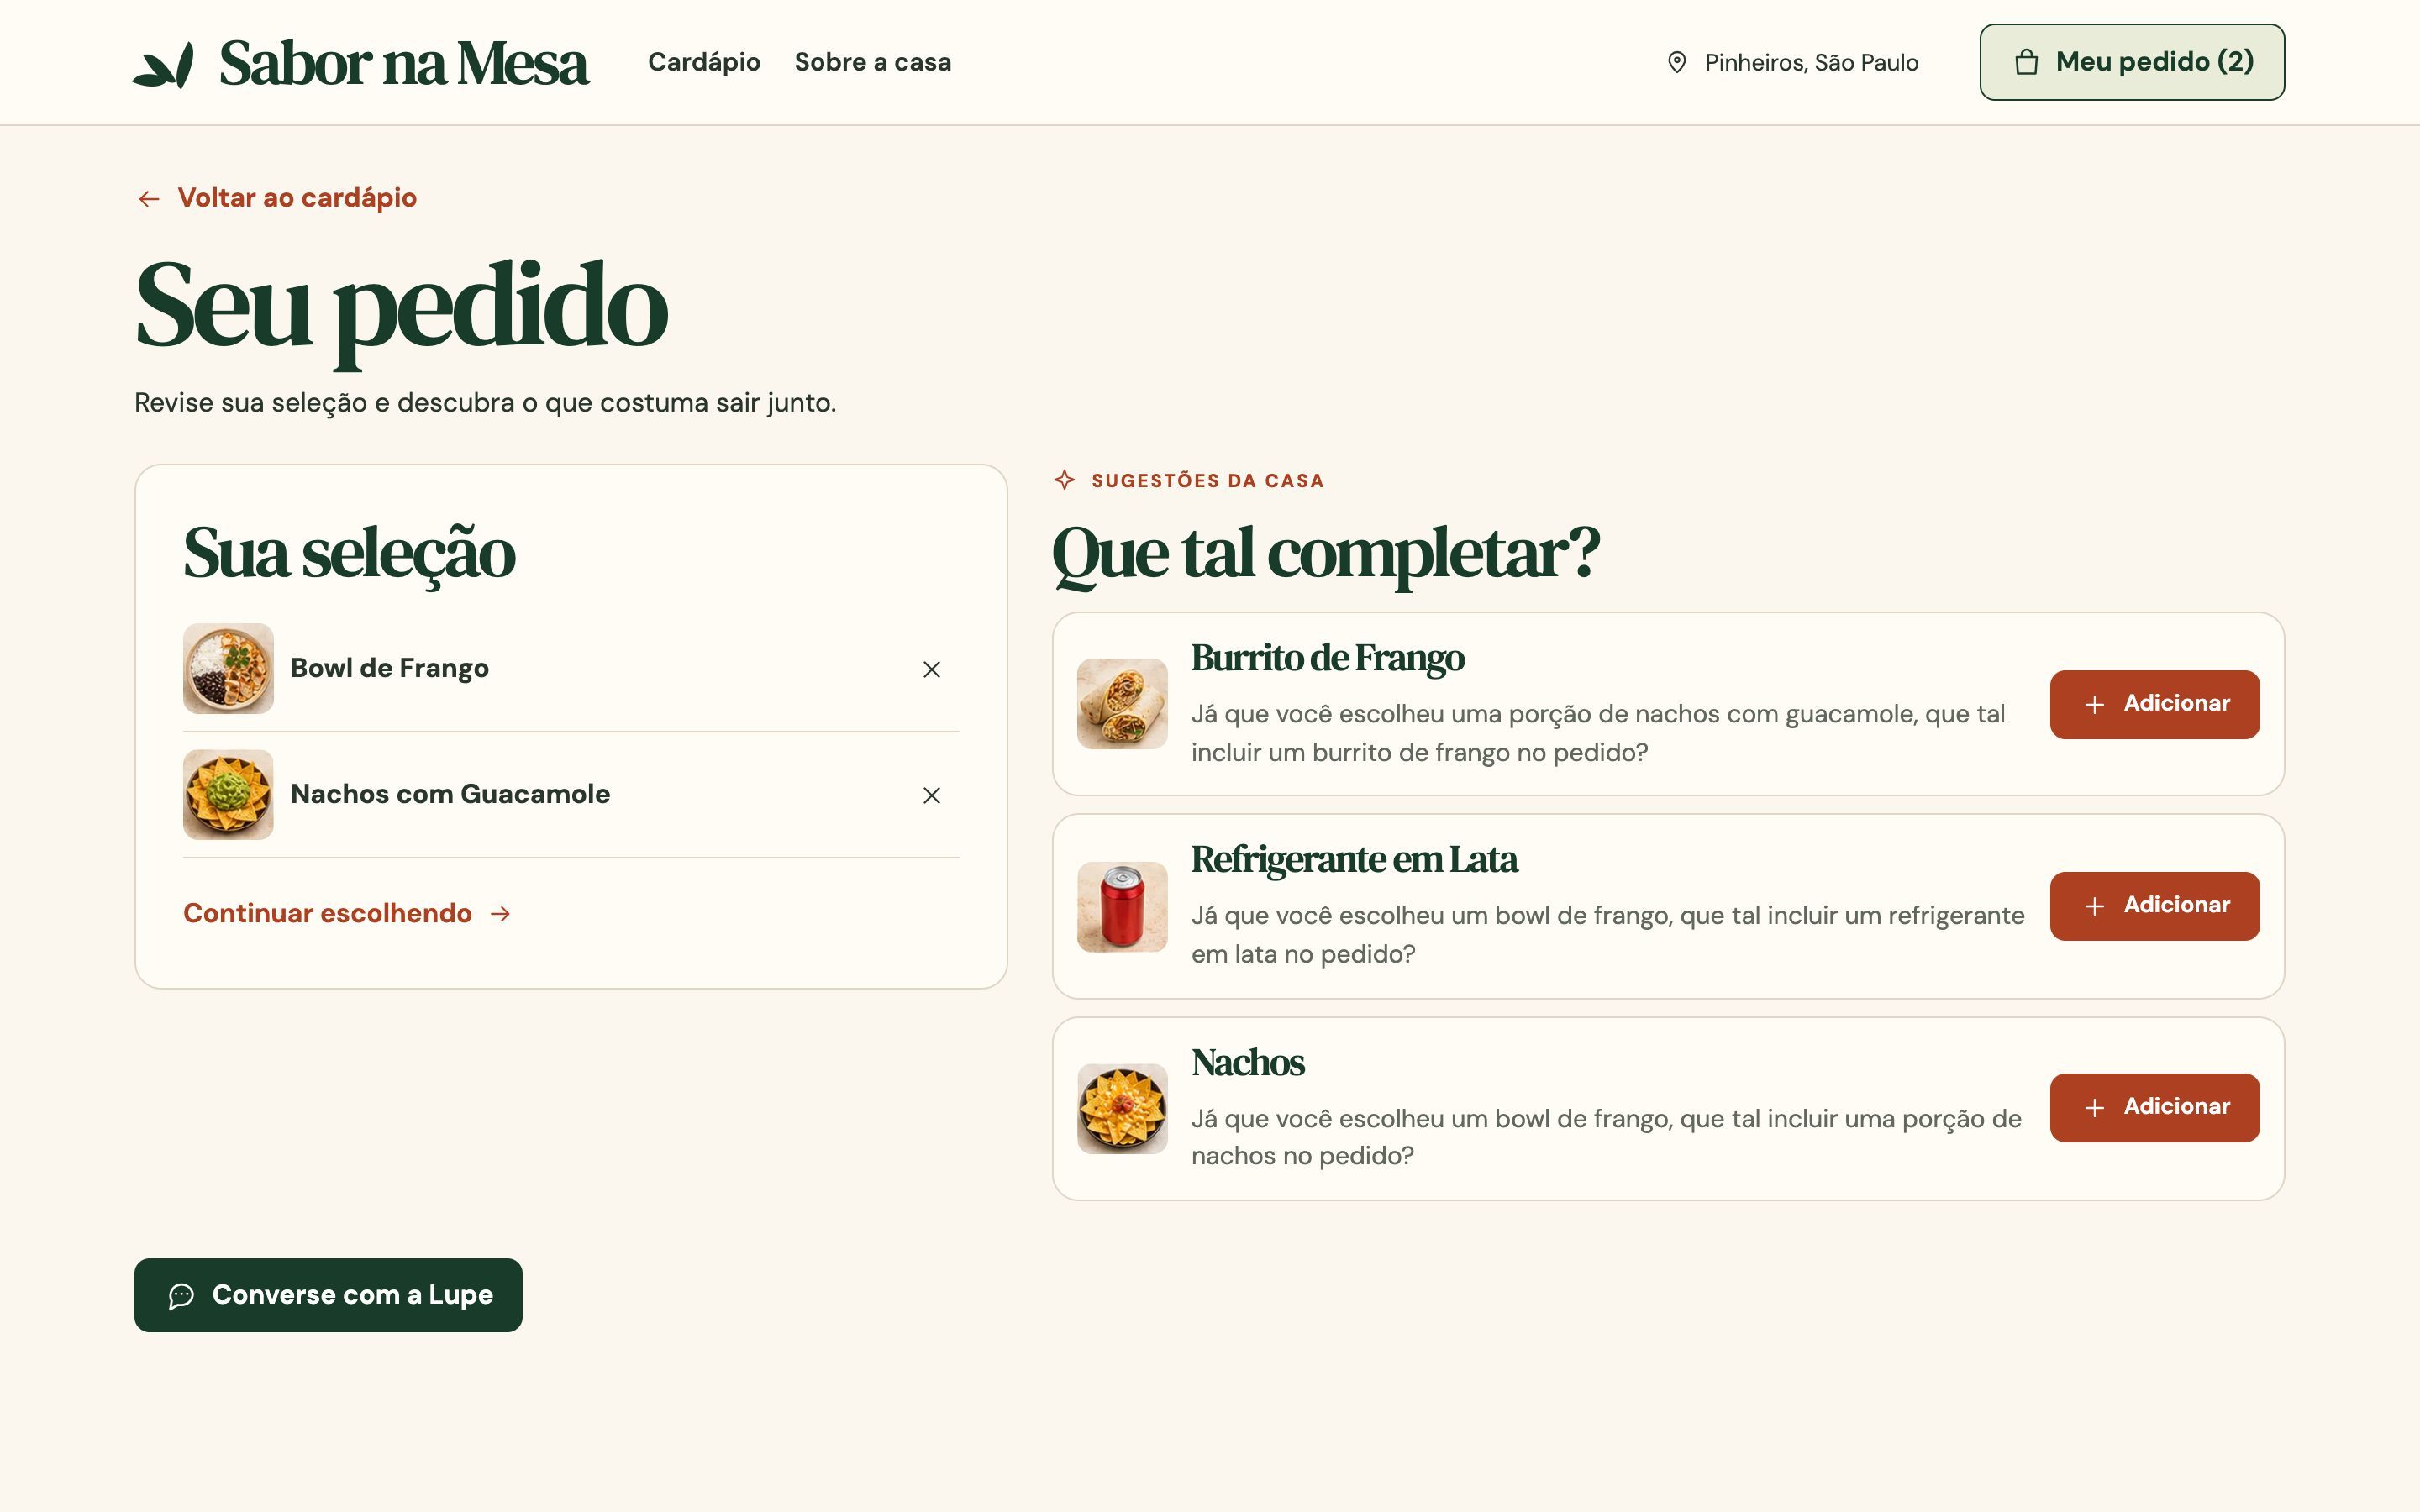 Sabor na Mesa
Cardápio
Sobre a casa
Pinheiros, São Paulo
Meu pedido (2)
Voltar ao cardápio
Seu pedido
Revise sua seleção e descubra o que costuma sair junto.
Sua seleção
Bowl de Frango
Nachos com Guacamole
Continuar escolhendo
SUGESTÕES DA CASA
Que tal completar?
Burrito de Frango
Já que você escolheu uma porção de nachos com guacamole, que tal
incluir um burrito de frango no pedido?
Adicionar
Refrigerante em Lata
Já que você escolheu um bowl de frango, que tal incluir um refrigerante
em lata no pedido?
Adicionar
Nachos
Já que você escolheu um bowl de frango, que tal incluir uma porção de
nachos no pedido?
Adicionar
Converse com a Lupe